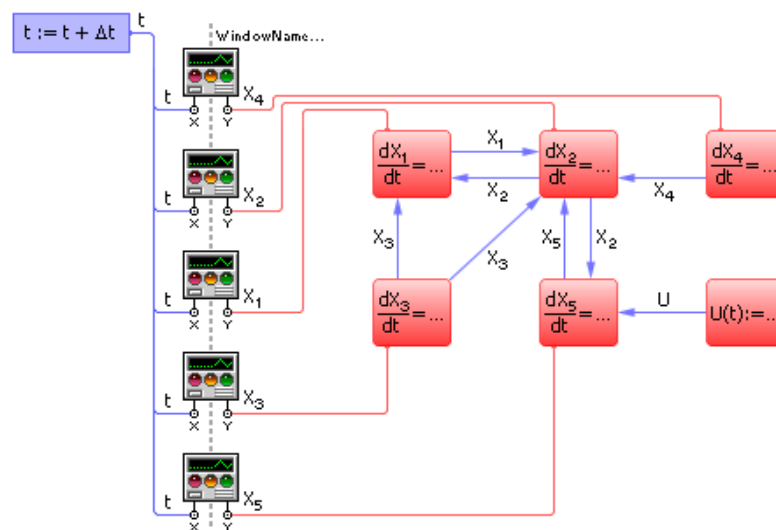 t := t + Δt
t
WindowName...
t
X₄
X
Y
X₁
dX₁/dt = ...
dX₂/dt = ...
dX₄/dt = ...
X₂
X₄
t
X₂
X
Y
X₃
X₃
X₅
X₂
t
X₁
X
Y
dX₃/dt = ...
dX₅/dt = ...
U
U(t):=...
t
X₃
X
Y
t
X₅
X
Y